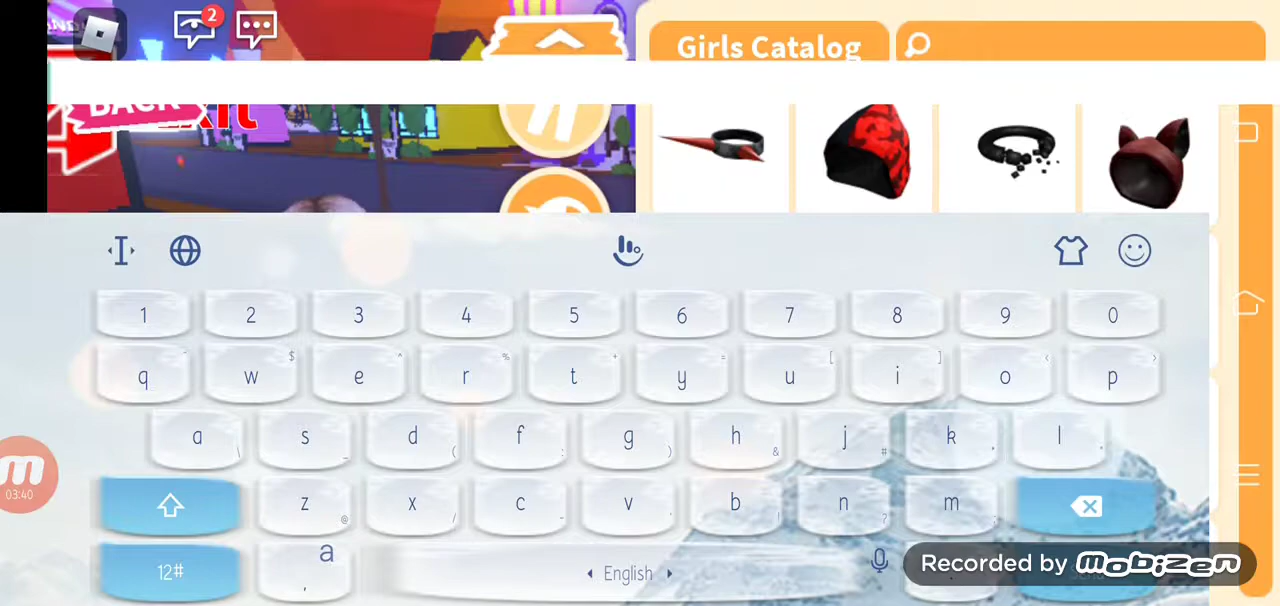 2
Girls Catalog
BACK
xit
1 2 3 4 5 6 7 8 9 0
q w $ e ^ r % t + y = u [ i ] o < p >
a \ s _ d ( f : g ) h & j # k * l
03:40
z @ x / c - v ' b ! n ? m ;
12# a , English
Recorded by mobizen